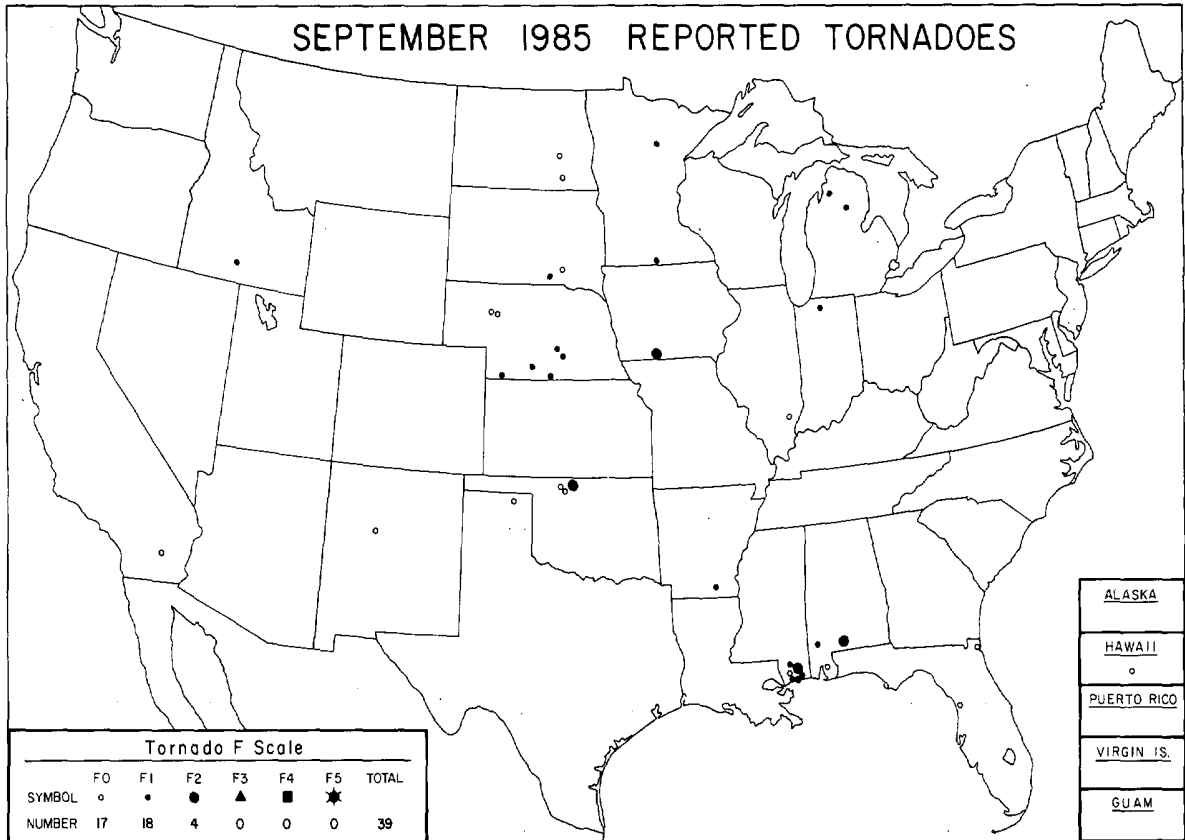 SEPTEMBER 1985 REPORTED TORNADOES
ALASKA
HAWAII
PUERTO RICO
VIRGIN IS.
GUAM
Tornado F Scale
F0 F1 F2 F3 F4 F5 TOTAL
SYMBOL
NUMBER 17 18 4 0 0 0 39